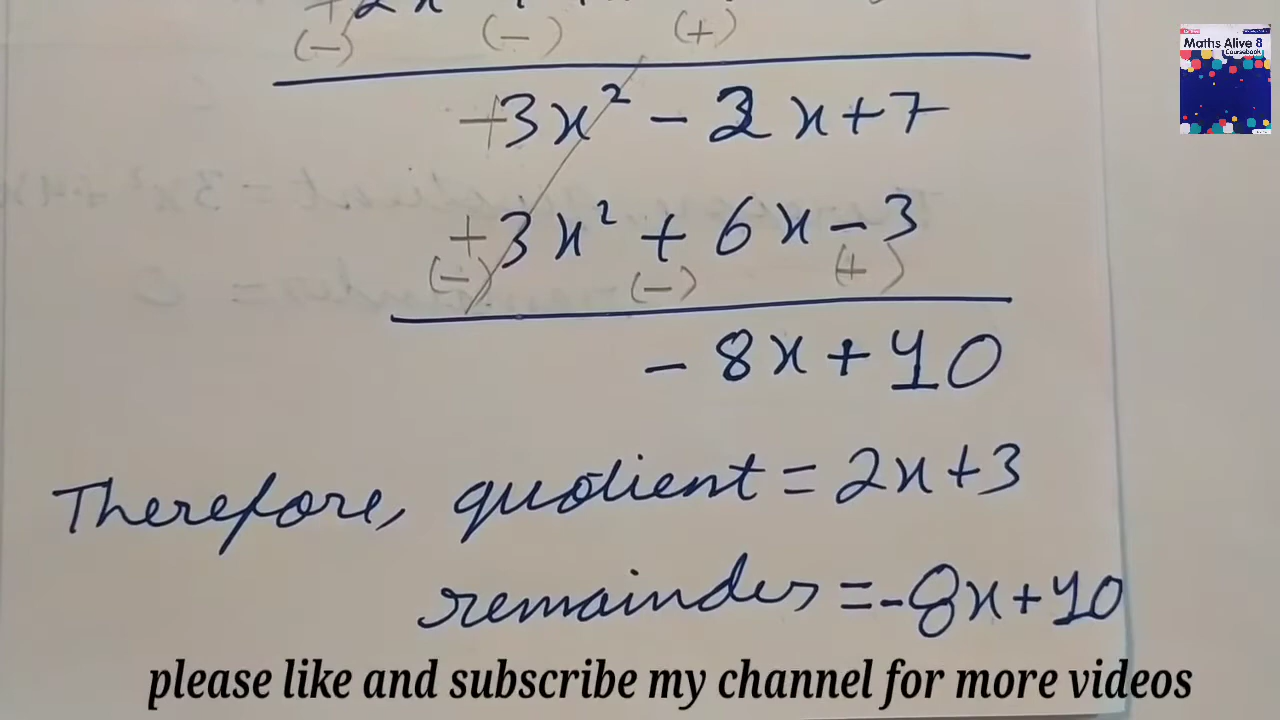 (-) (-) (+)
+3x² - 2x+7
+3x² + 6x-3
(-) (-) (+)
- 8x + 10
Therefore, quotient = 2x+3
remainder =-8x+10
please like and subscribe my channel for more videos
Maths Alive 8
Coursebook